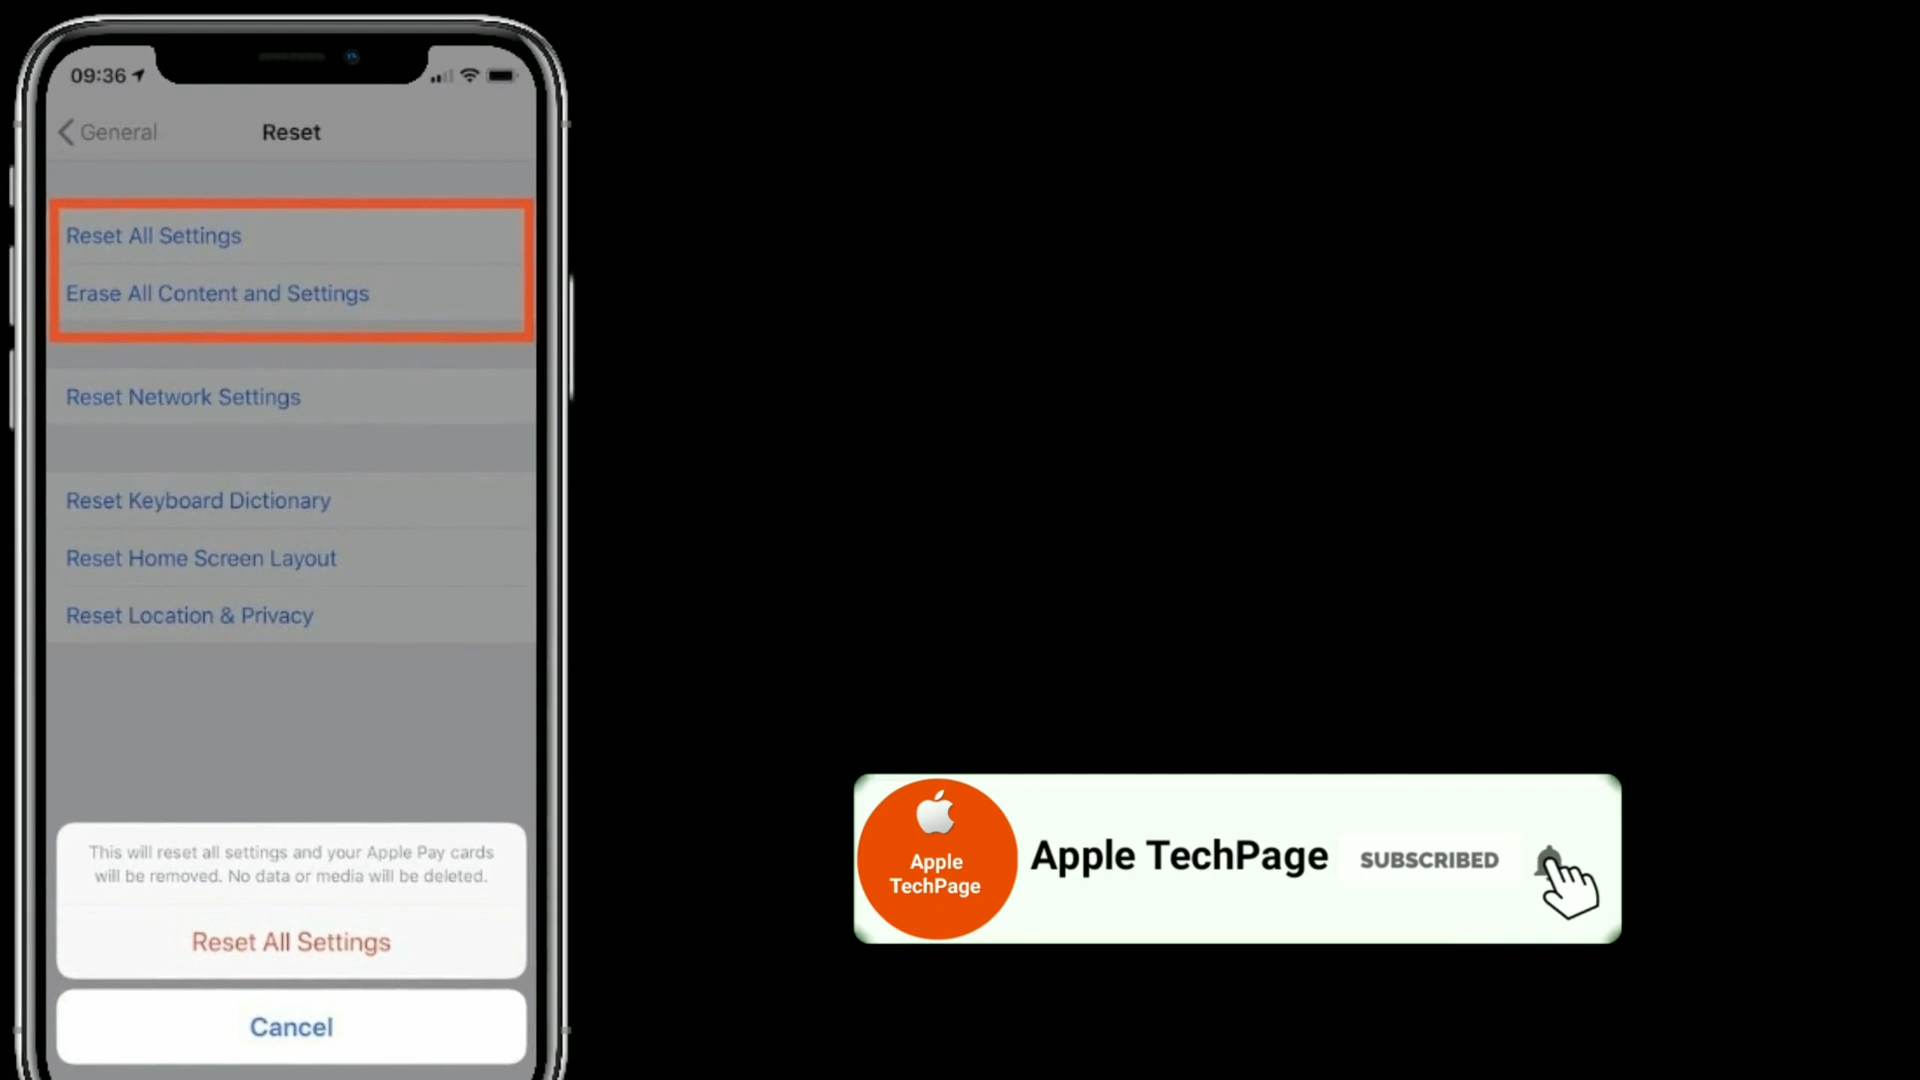 09:36
General
Reset
Reset All Settings
Erase All Content and Settings
Reset Network Settings
Reset Keyboard Dictionary
Reset Home Screen Layout
Reset Location & Privacy
This will reset all settings and your Apple Pay cards
will be removed. No data or media will be deleted.
Reset All Settings
Cancel
Apple
TechPage
Apple TechPage
SUBSCRIBED